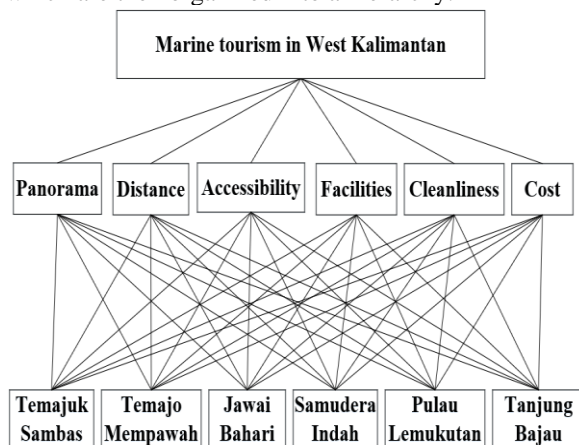 Marine tourism in West Kalimantan
Panorama
Distance
Accessibility
Facilities
Cleanliness
Cost
Temajuk
Sambas
Temajo
Mempawah
Jawai
Bahari
Samudera
Indah
Pulau
Lemukutan
Tanjung
Bajau